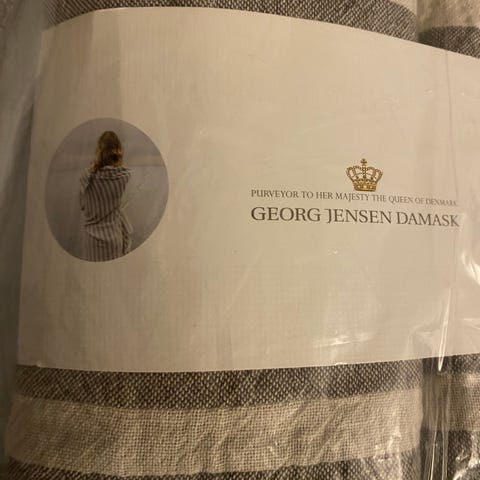 PURVEYOR TO HER MAJESTY THE QUEEN OF DENMARK
GEORG JENSEN DAMASK